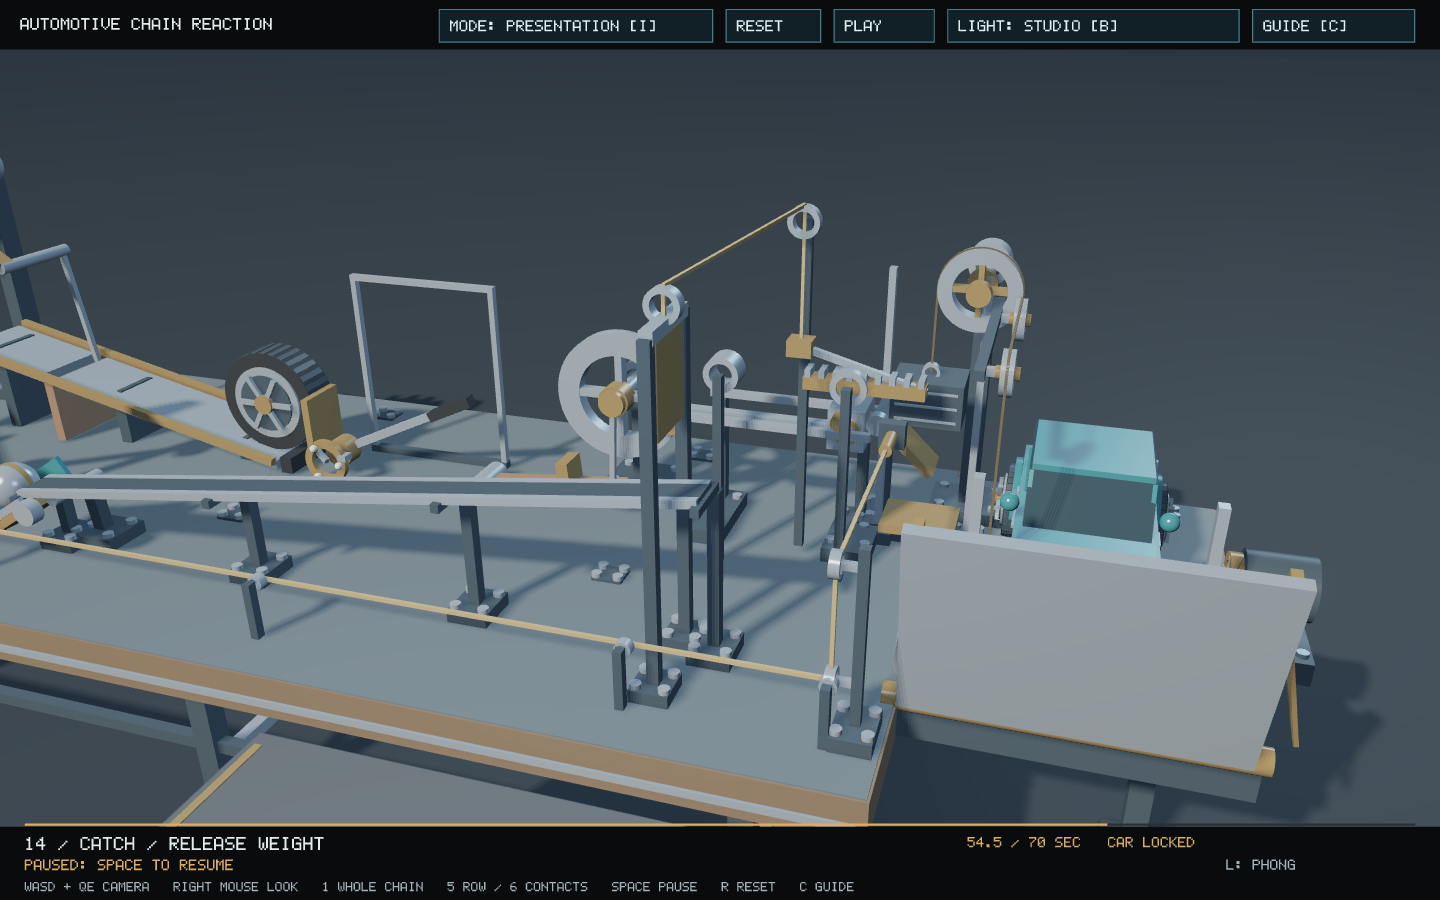 AUTOMOTIVE CHAIN REACTION
MODE: PRESENTATION [I]
RESET
PLAY
LIGHT: STUDIO [B]
GUIDE [C]
14 / CATCH / RELEASE WEIGHT
54.5 / 70 SEC
CAR LOCKED
PAUSED: SPACE TO RESUME
L: PHONG
WASD + QE CAMERA
RIGHT MOUSE LOOK
1 WHOLE CHAIN
5 ROW / 6 CONTACTS
SPACE PAUSE
R RESET
C GUIDE